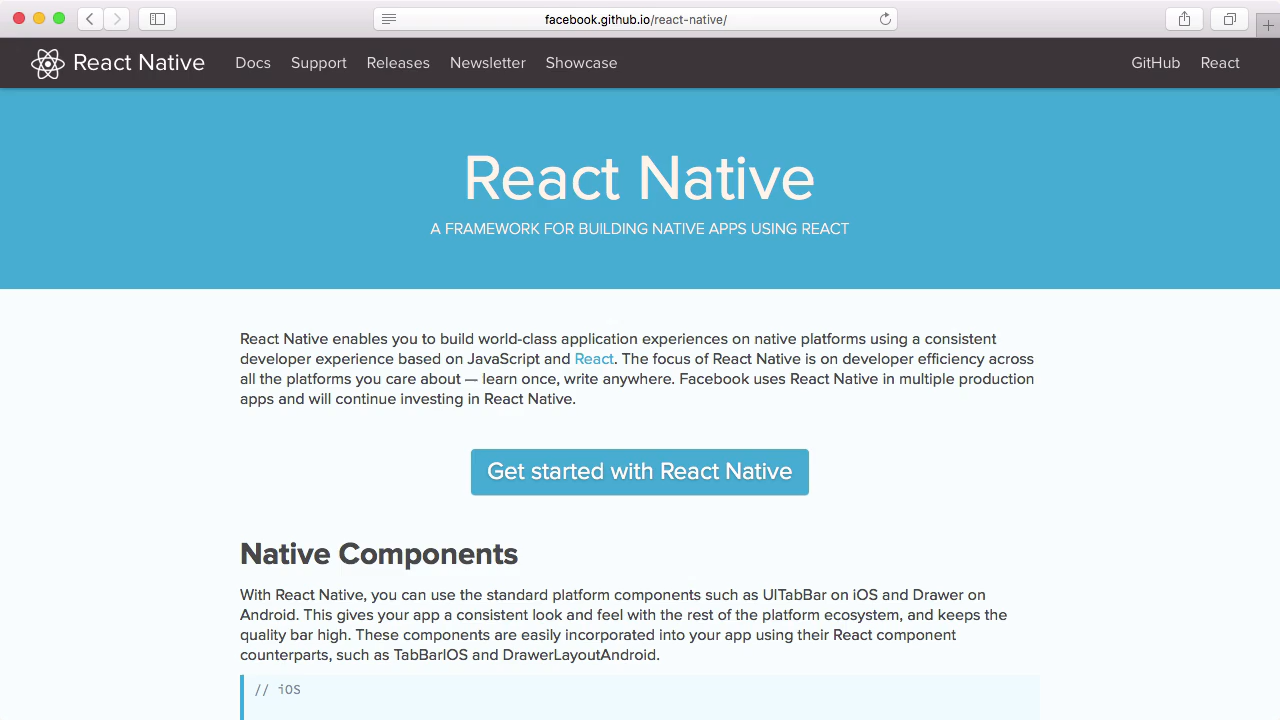 facebook.github.io/react-native/
React Native Docs Support Releases Newsletter Showcase GitHub React
React Native
A FRAMEWORK FOR BUILDING NATIVE APPS USING REACT
React Native enables you to build world-class application experiences on native platforms using a consistent
developer experience based on JavaScript and React. The focus of React Native is on developer efficiency across
all the platforms you care about — learn once, write anywhere. Facebook uses React Native in multiple production
apps and will continue investing in React Native.
Get started with React Native
Native Components
With React Native, you can use the standard platform components such as UITabBar on iOS and Drawer on
Android. This gives your app a consistent look and feel with the rest of the platform ecosystem, and keeps the
quality bar high. These components are easily incorporated into your app using their React component
counterparts, such as TabBarIOS and DrawerLayoutAndroid.
// iOS